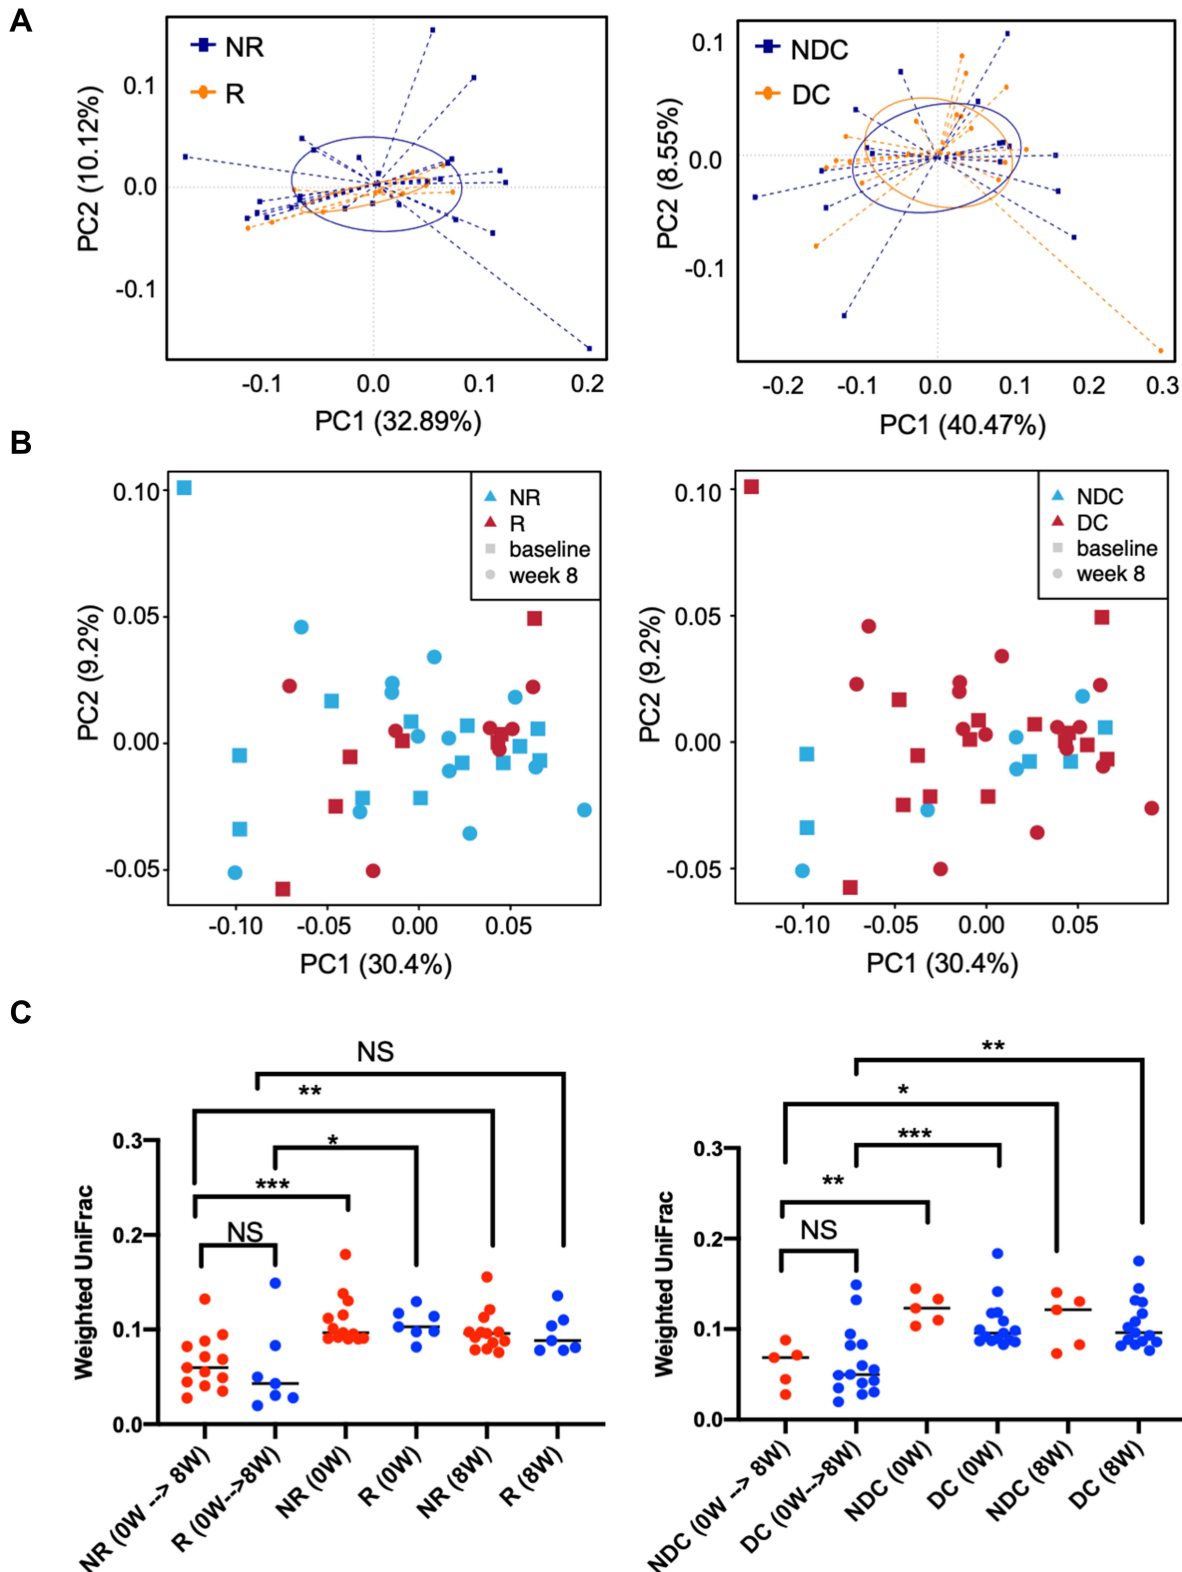 A
NR
R
0.1
0.0
-0.1
PC2 (10.12%)
-0.1
0.0
0.1
0.2
PC1 (32.89%)
NDC
DC
0.1
0.0
-0.1
PC2 (8.55%)
-0.2
-0.1
0.0
0.1
0.2
0.3
PC1 (40.47%)
B
NR
R
baseline
week 8
0.10
0.05
0.00
-0.05
PC2 (9.2%)
-0.10
-0.05
0.00
0.05
PC1 (30.4%)
NDC
DC
baseline
week 8
0.10
0.05
0.00
-0.05
PC2 (9.2%)
-0.10
-0.05
0.00
0.05
PC1 (30.4%)
C
NS
**
*
***
NS
0.3
0.2
0.1
0.0
Weighted UniFrac
NR (0W --> 8W)
R (0W-->8W)
NR (0W)
R (0W)
NR (8W)
R (8W)
**
*
***
**
NS
0.3
0.2
0.1
0.0
Weighted UniFrac
NDC (0W --> 8W)
DC (0W-->8W)
NDC (0W)
DC (0W)
NDC (8W)
DC (8W)